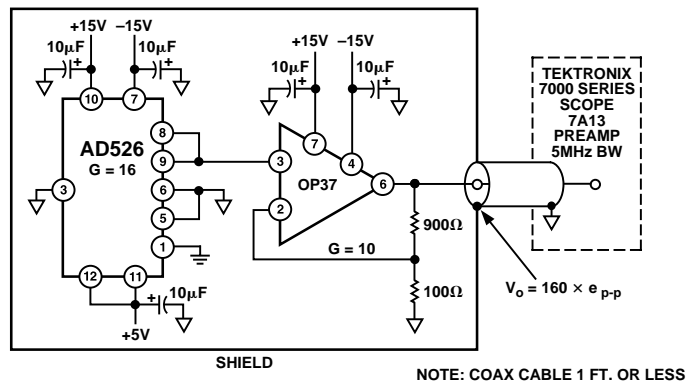 +15V –15V
10µF
+
10µF
+
10
7
8
9
6
5
1
3
12
11
AD526
G = 16
10µF
+
+5V
+15V –15V
10µF
+
10µF
+
7
4
3
2
6
OP37
G = 10
900Ω
100Ω
TEKTRONIX
7000 SERIES
SCOPE
7A13
PREAMP
5MHz BW
Vo = 160 × e p-p
SHIELD
NOTE: COAX CABLE 1 FT. OR LESS